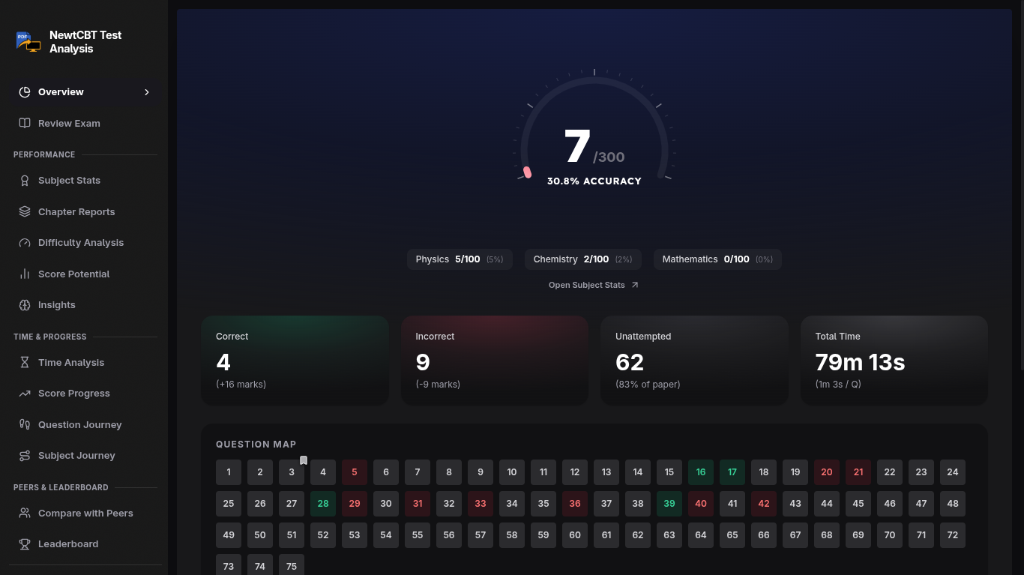 NewtCBT Test
Analysis
Overview
Review Exam
PERFORMANCE
Subject Stats
Chapter Reports
Difficulty Analysis
Score Potential
Insights
TIME & PROGRESS
Time Analysis
Score Progress
Question Journey
Subject Journey
PEERS & LEADERBOARD
Compare with Peers
Leaderboard
7 /300
30.8% ACCURACY
Physics 5/100 (5%) Chemistry 2/100 (2%) Mathematics 0/100 (0%)
Open Subject Stats
Correct
4
(+16 marks)
Incorrect
9
(-9 marks)
Unattempted
62
(83% of paper)
Total Time
79m 13s
(1m 3s / Q)
QUESTION MAP
1 2 3 4 5 6 7 8 9 10 11 12 13 14 15 16 17 18 19 20 21 22 23 24
25 26 27 28 29 30 31 32 33 34 35 36 37 38 39 40 41 42 43 44 45 46 47 48
49 50 51 52 53 54 55 56 57 58 59 60 61 62 63 64 65 66 67 68 69 70 71 72
73 74 75